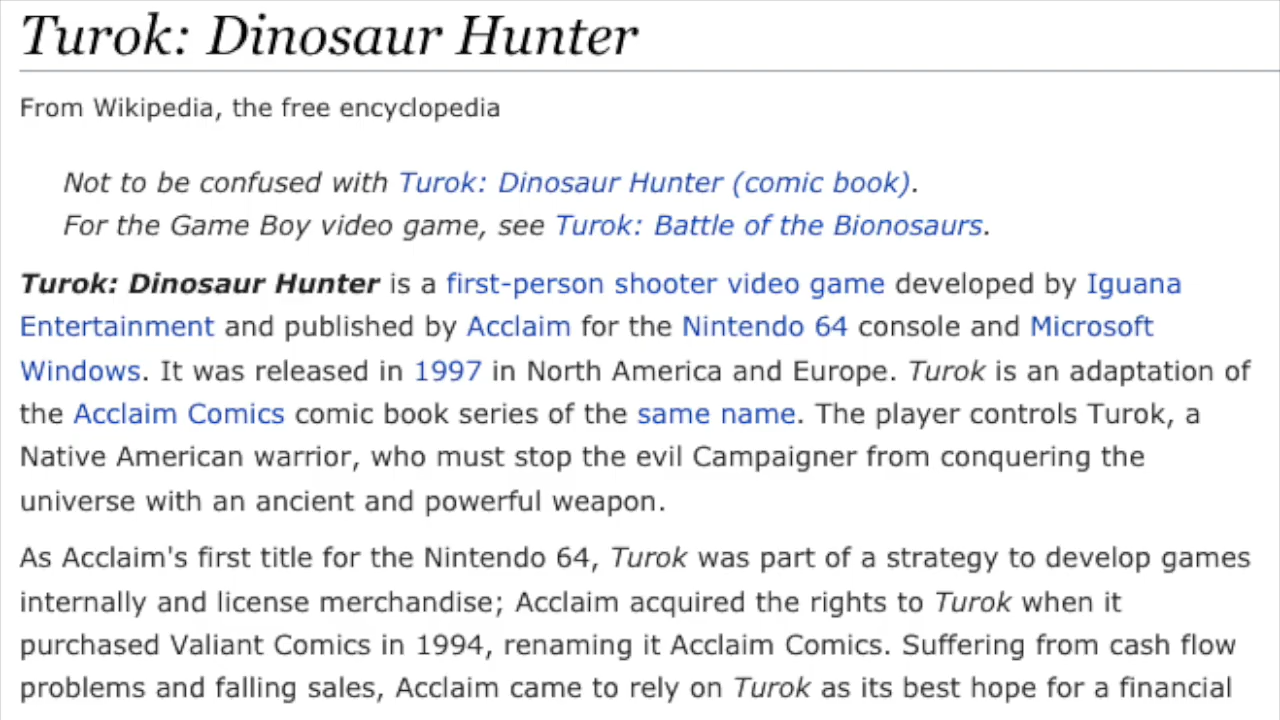 Turok: Dinosaur Hunter
From Wikipedia, the free encyclopedia
Not to be confused with Turok: Dinosaur Hunter (comic book).
For the Game Boy video game, see Turok: Battle of the Bionosaurs.
Turok: Dinosaur Hunter is a first-person shooter video game developed by Iguana
Entertainment and published by Acclaim for the Nintendo 64 console and Microsoft
Windows. It was released in 1997 in North America and Europe. Turok is an adaptation of
the Acclaim Comics comic book series of the same name. The player controls Turok, a
Native American warrior, who must stop the evil Campaigner from conquering the
universe with an ancient and powerful weapon.
As Acclaim's first title for the Nintendo 64, Turok was part of a strategy to develop games
internally and license merchandise; Acclaim acquired the rights to Turok when it
purchased Valiant Comics in 1994, renaming it Acclaim Comics. Suffering from cash flow
problems and falling sales, Acclaim came to rely on Turok as its best hope for a financial